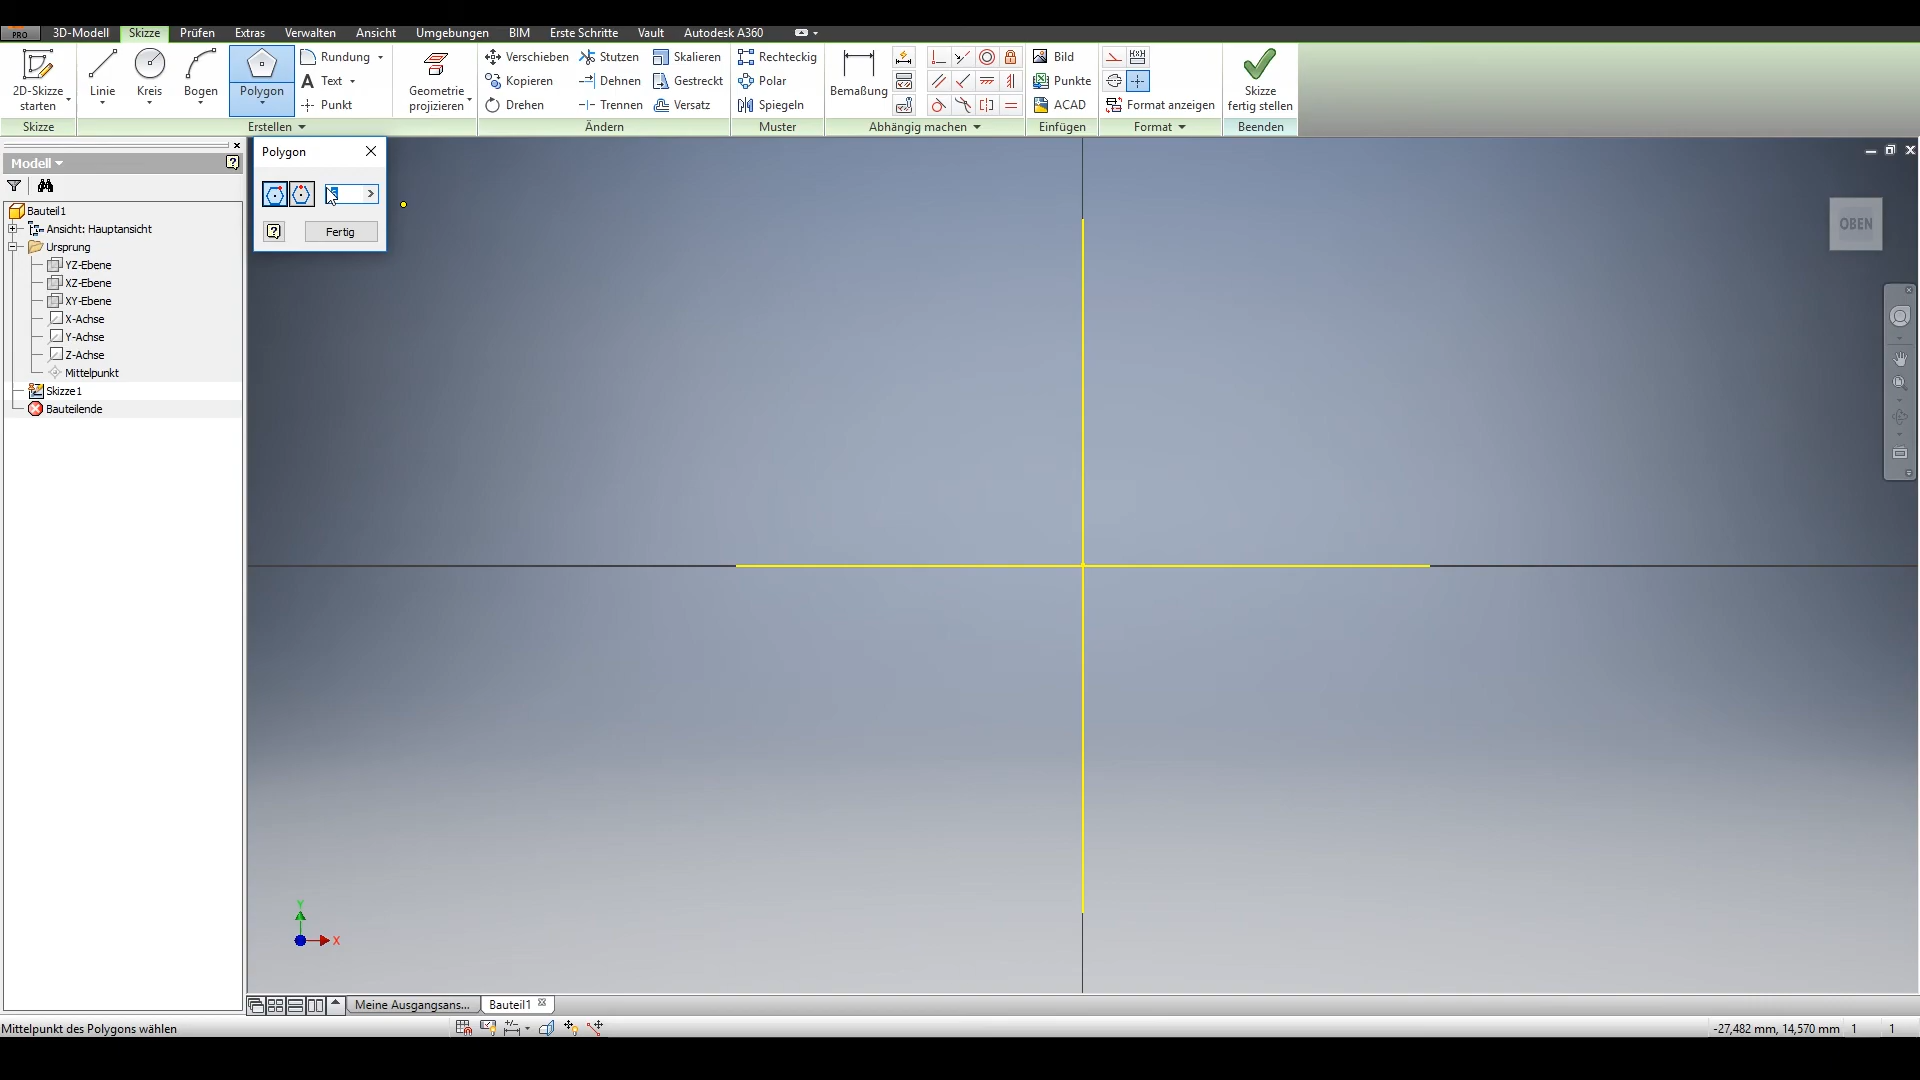 PRO 3D-Modell Skizze Prüfen Extras Verwalten Ansicht Umgebungen BIM Erste Schritte Vault Autodesk A360
2D-Skizze starten
Linie
Kreis
Bogen
Polygon
Rundung
Text
Punkt
Geometrie projizieren
Verschieben
Kopieren
Drehen
Stutzen
Dehnen
Trennen
Skalieren
Gestreckt
Versatz
Rechteckig
Polar
Spiegeln
Bemaßung
Bild
Punkte
ACAD
Format anzeigen
Skizze fertig stellen
Skizze Erstellen Ändern Muster Abhängig machen Einfügen Format Beenden
Polygon
Fertig
Modell
Bauteil1
Ansicht: Hauptansicht
Ursprung
YZ-Ebene
XZ-Ebene
XY-Ebene
X-Achse
Y-Achse
Z-Achse
Mittelpunkt
Skizze1
Bauteilende
OBEN
Y
X
Meine Ausgangsans... Bauteil1
Mittelpunkt des Polygons wählen
-27,482 mm, 14,570 mm 1 1